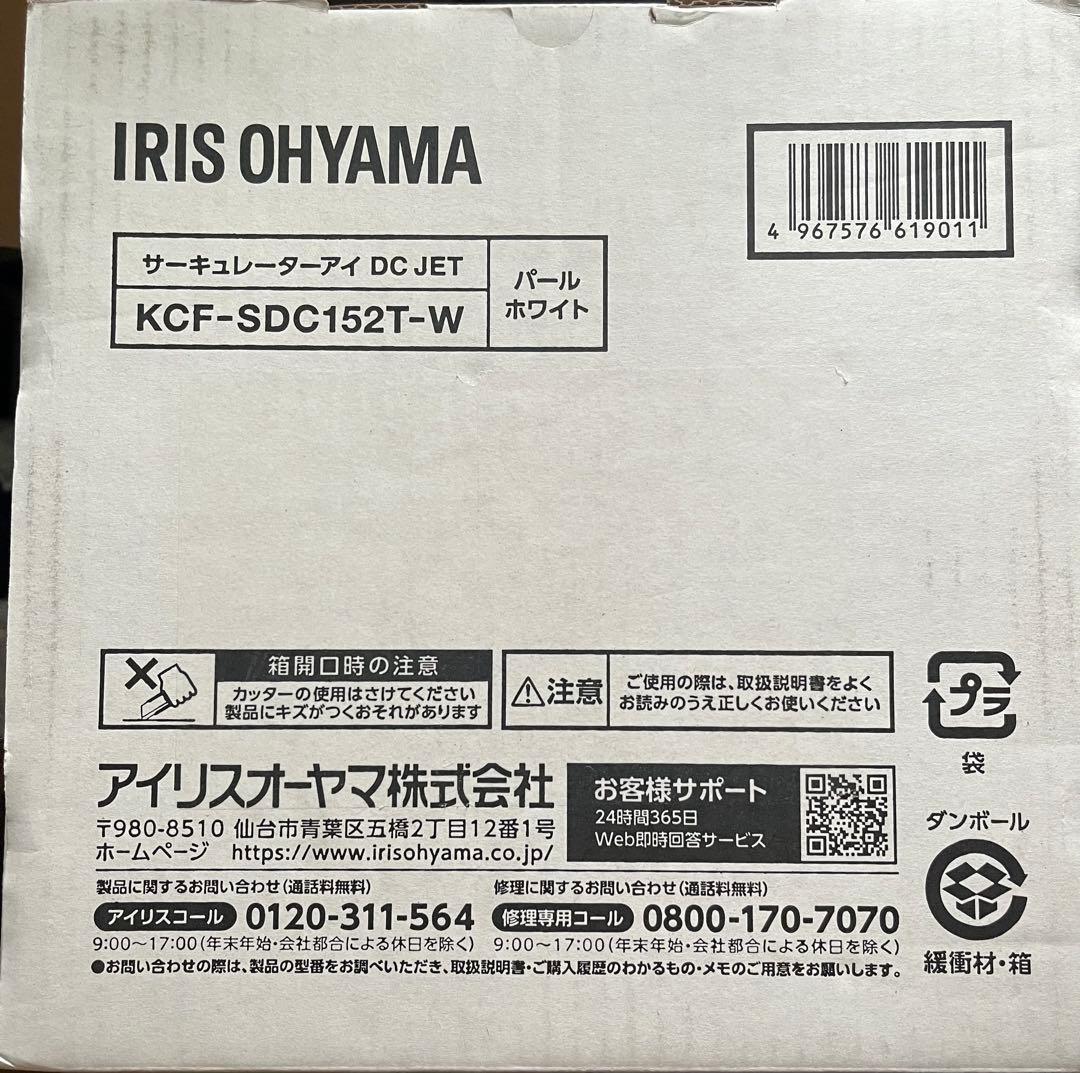 IRIS OHYAMA
4 967576 619011
サーキュレーターアイ DC JET
KCF-SDC152T-W
パール
ホワイト
箱開口時の注意
カッターの使用はさけてください
製品にキズがつくおそれがあります
注意
ご使用の際は、取扱説明書をよく
お読みのうえ正しくお使いください
プラ
袋
アイリスオーヤマ株式会社
〒980-8510 仙台市青葉区五橋2丁目12番1号
ホームページ https://www.irisohyama.co.jp/
お客様サポート
24時間365日
Web即時回答サービス
ダンボール
緩衝材・箱
製品に関するお問い合わせ(通話料無料)
アイリスコール 0120-311-564
9:00～17:00(年末年始・会社都合による休日を除く)
修理に関するお問い合わせ(通話料無料)
修理専用コール 0800-170-7070
9:00～17:00(年末年始・会社都合による休日を除く)
●お問い合わせの際は、製品の型番をお調べいただき、取扱説明書・ご購入履歴のわかるもの・メモのご用意をお願いします。